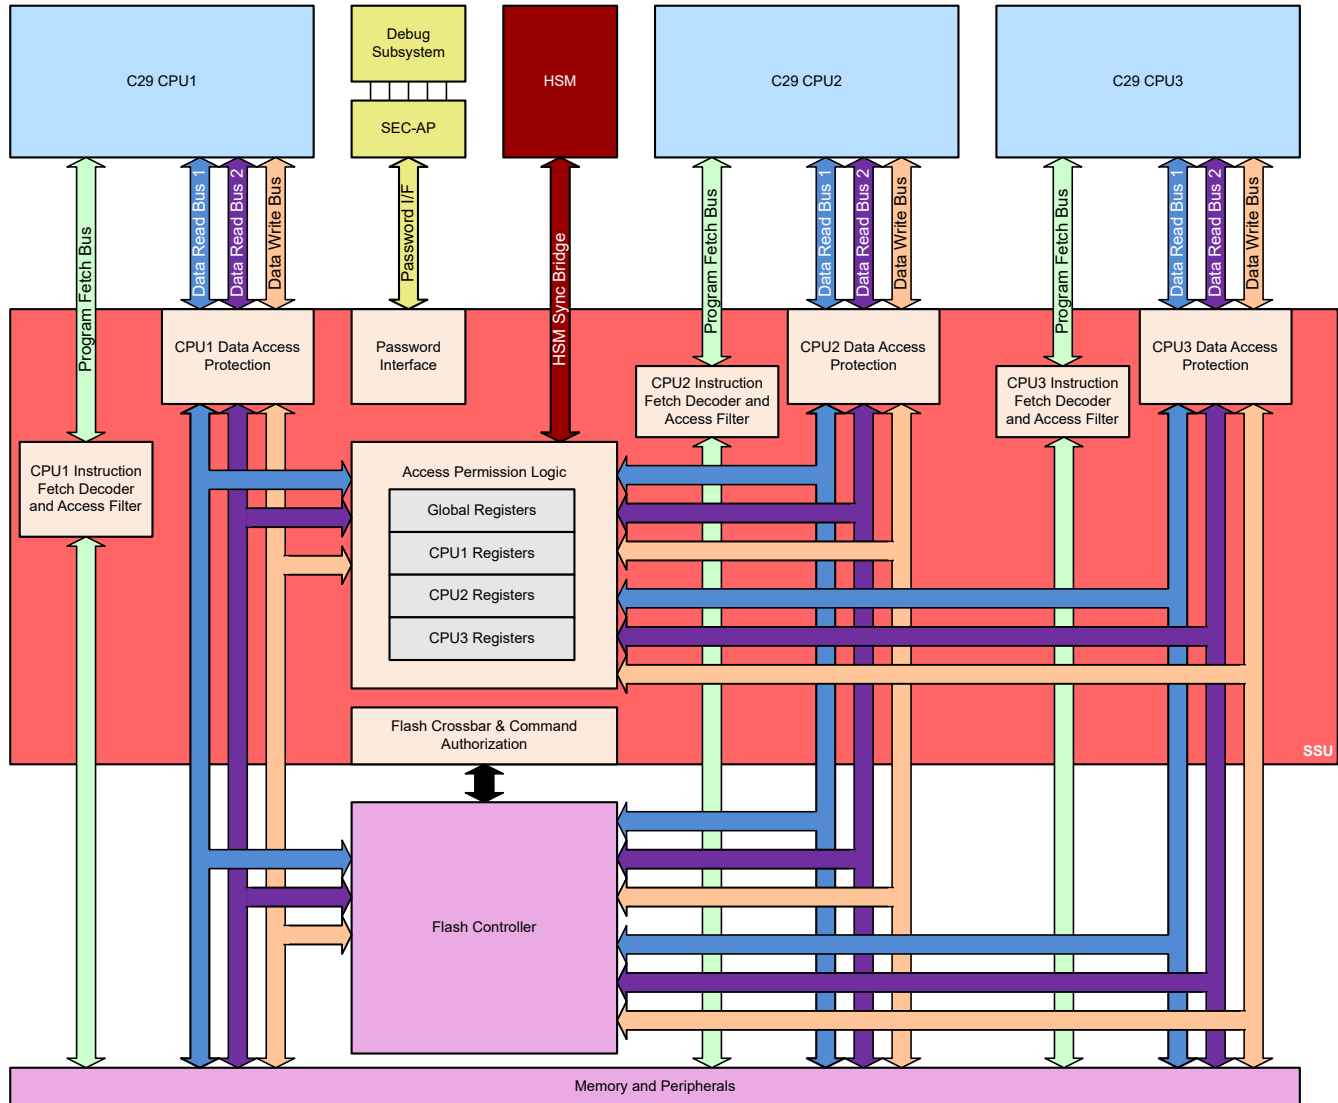 C29 CPU1
Debug
Subsystem
SEC-AP
HSM
C29 CPU2
C29 CPU3
Program Fetch Bus
Data Read Bus 1
Data Read Bus 2
Data Write Bus
Password I/F
HSM Sync Bridge
Program Fetch Bus
Data Read Bus 1
Data Read Bus 2
Data Write Bus
Program Fetch Bus
Data Read Bus 1
Data Read Bus 2
Data Write Bus
CPU1 Data Access
Protection
Password
Interface
CPU2 Data Access
Protection
CPU3 Data Access
Protection
CPU2 Instruction
Fetch Decoder and
Access Filter
CPU3 Instruction
Fetch Decoder
and Access Filter
CPU1 Instruction
Fetch Decoder
and Access Filter
Access Permission Logic
Global Registers
CPU1 Registers
CPU2 Registers
CPU3 Registers
Flash Crossbar & Command
Authorization
SSU
Flash Controller
Memory and Peripherals